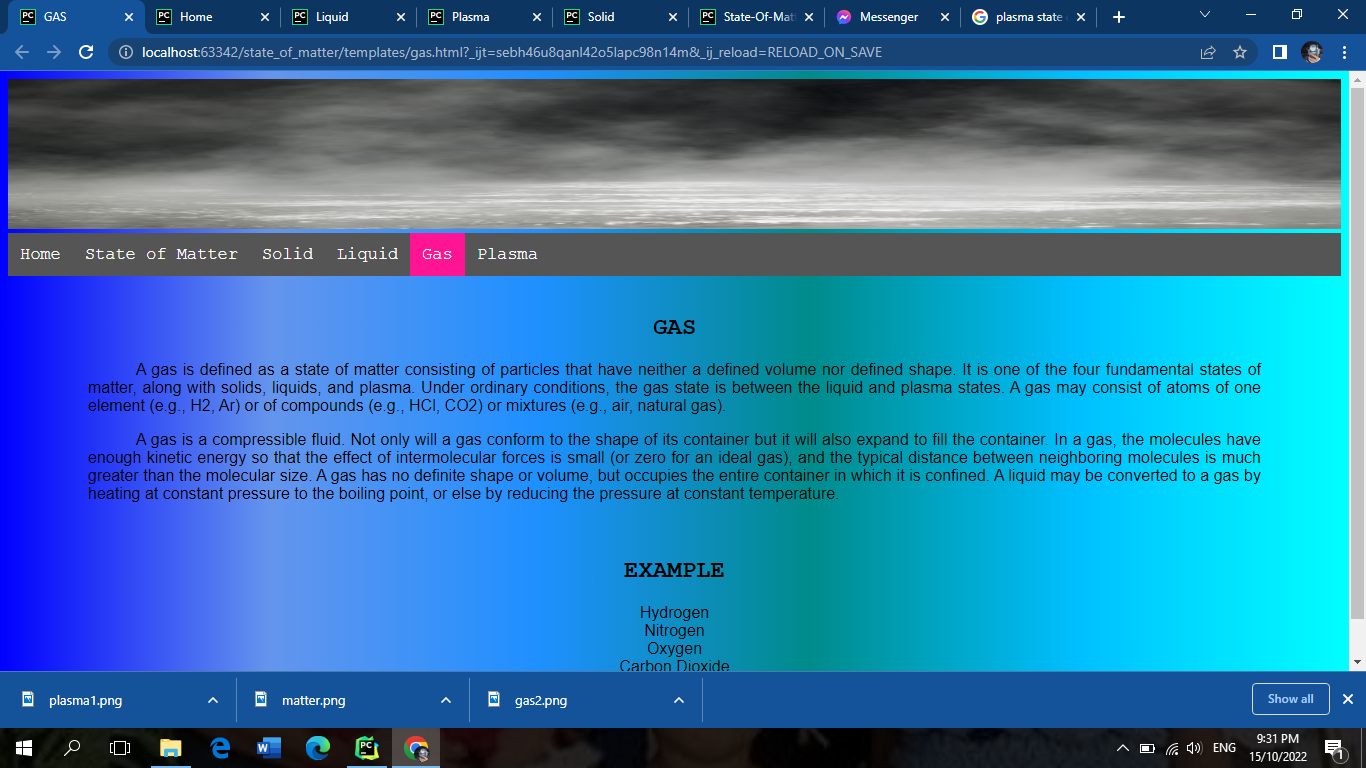 GAS
Home
Liquid
Plasma
Solid
State-Of-Mat
Messenger
plasma state
localhost:63342/state_of_matter/templates/gas.html?_ijt=sebh46u8qanl42o5lapc98n14m&_ij_reload=RELOAD_ON_SAVE
Home State of Matter Solid Liquid Gas Plasma
GAS
A gas is defined as a state of matter consisting of particles that have neither a defined volume nor defined shape. It is one of the four fundamental states of
matter, along with solids, liquids, and plasma. Under ordinary conditions, the gas state is between the liquid and plasma states. A gas may consist of atoms of one
element (e.g., H2, Ar) or of compounds (e.g., HCl, CO2) or mixtures (e.g., air, natural gas).
A gas is a compressible fluid. Not only will a gas conform to the shape of its container but it will also expand to fill the container. In a gas, the molecules have
enough kinetic energy so that the effect of intermolecular forces is small (or zero for an ideal gas), and the typical distance between neighboring molecules is much
greater than the molecular size. A gas has no definite shape or volume, but occupies the entire container in which it is confined. A liquid may be converted to a gas by
heating at constant pressure to the boiling point, or else by reducing the pressure at constant temperature.
EXAMPLE
Hydrogen
Nitrogen
Oxygen
Carbon Dioxide
plasma1.png
matter.png
gas2.png
Show all
ENG
9:31 PM
15/10/2022
1